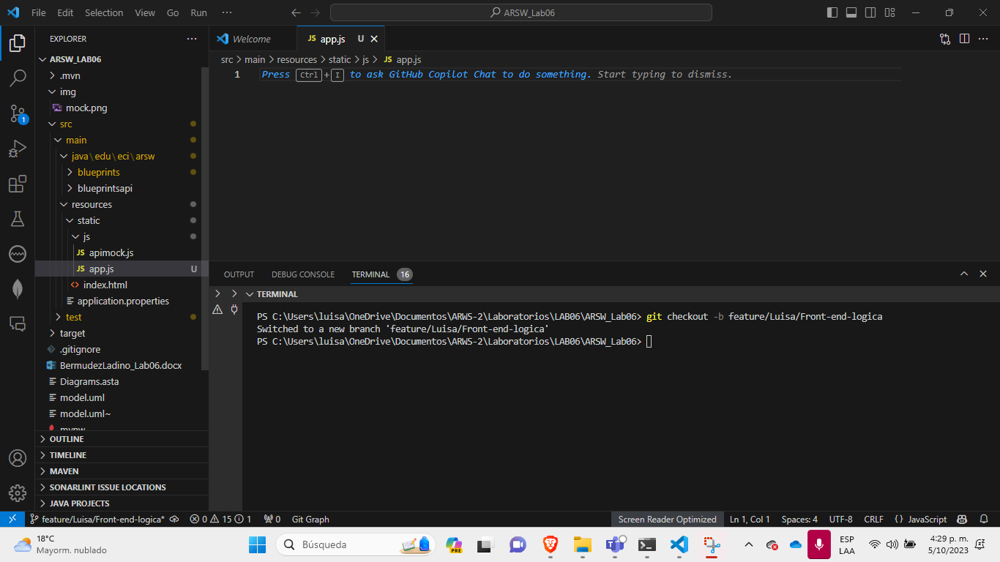 File Edit Selection View Go Run ··· ARSW_Lab06
EXPLORER
ARSW_LAB06
.mvn
img
mock.png
src
main
java\edu\eci\arsw
blueprints
blueprintsapi
resources
static
js
JS apimock.js
JS app.js U
<> index.html
application.properties
test
target
.gitignore
BermudezLadino_Lab06.docx
Diagrams.asta
model.uml
model.uml~
mvnw
OUTLINE
TIMELINE
MAVEN
SONARLINT ISSUE LOCATIONS
JAVA PROJECTS
1
Welcome JS app.js U
src > main > resources > static > js > JS app.js
1 Press Ctrl + I to ask GitHub Copilot Chat to do something. Start typing to dismiss.
OUTPUT DEBUG CONSOLE TERMINAL 16
TERMINAL
PS C:\Users\luisa\OneDrive\Documentos\ARWS-2\Laboratorios\LAB06\ARSW_Lab06> git checkout -b feature/Luisa/Front-end-logica
Switched to a new branch 'feature/Luisa/Front-end-logica'
PS C:\Users\luisa\OneDrive\Documentos\ARWS-2\Laboratorios\LAB06\ARSW_Lab06>
feature/Luisa/Front-end-logica* 0 15 1 0 Git Graph Screen Reader Optimized Ln 1, Col 1 Spaces: 4 UTF-8 CRLF {} JavaScript
18°C
Mayorm. nublado
Búsqueda
PRE
ESP
LAA
4:29 p. m.
5/10/2023